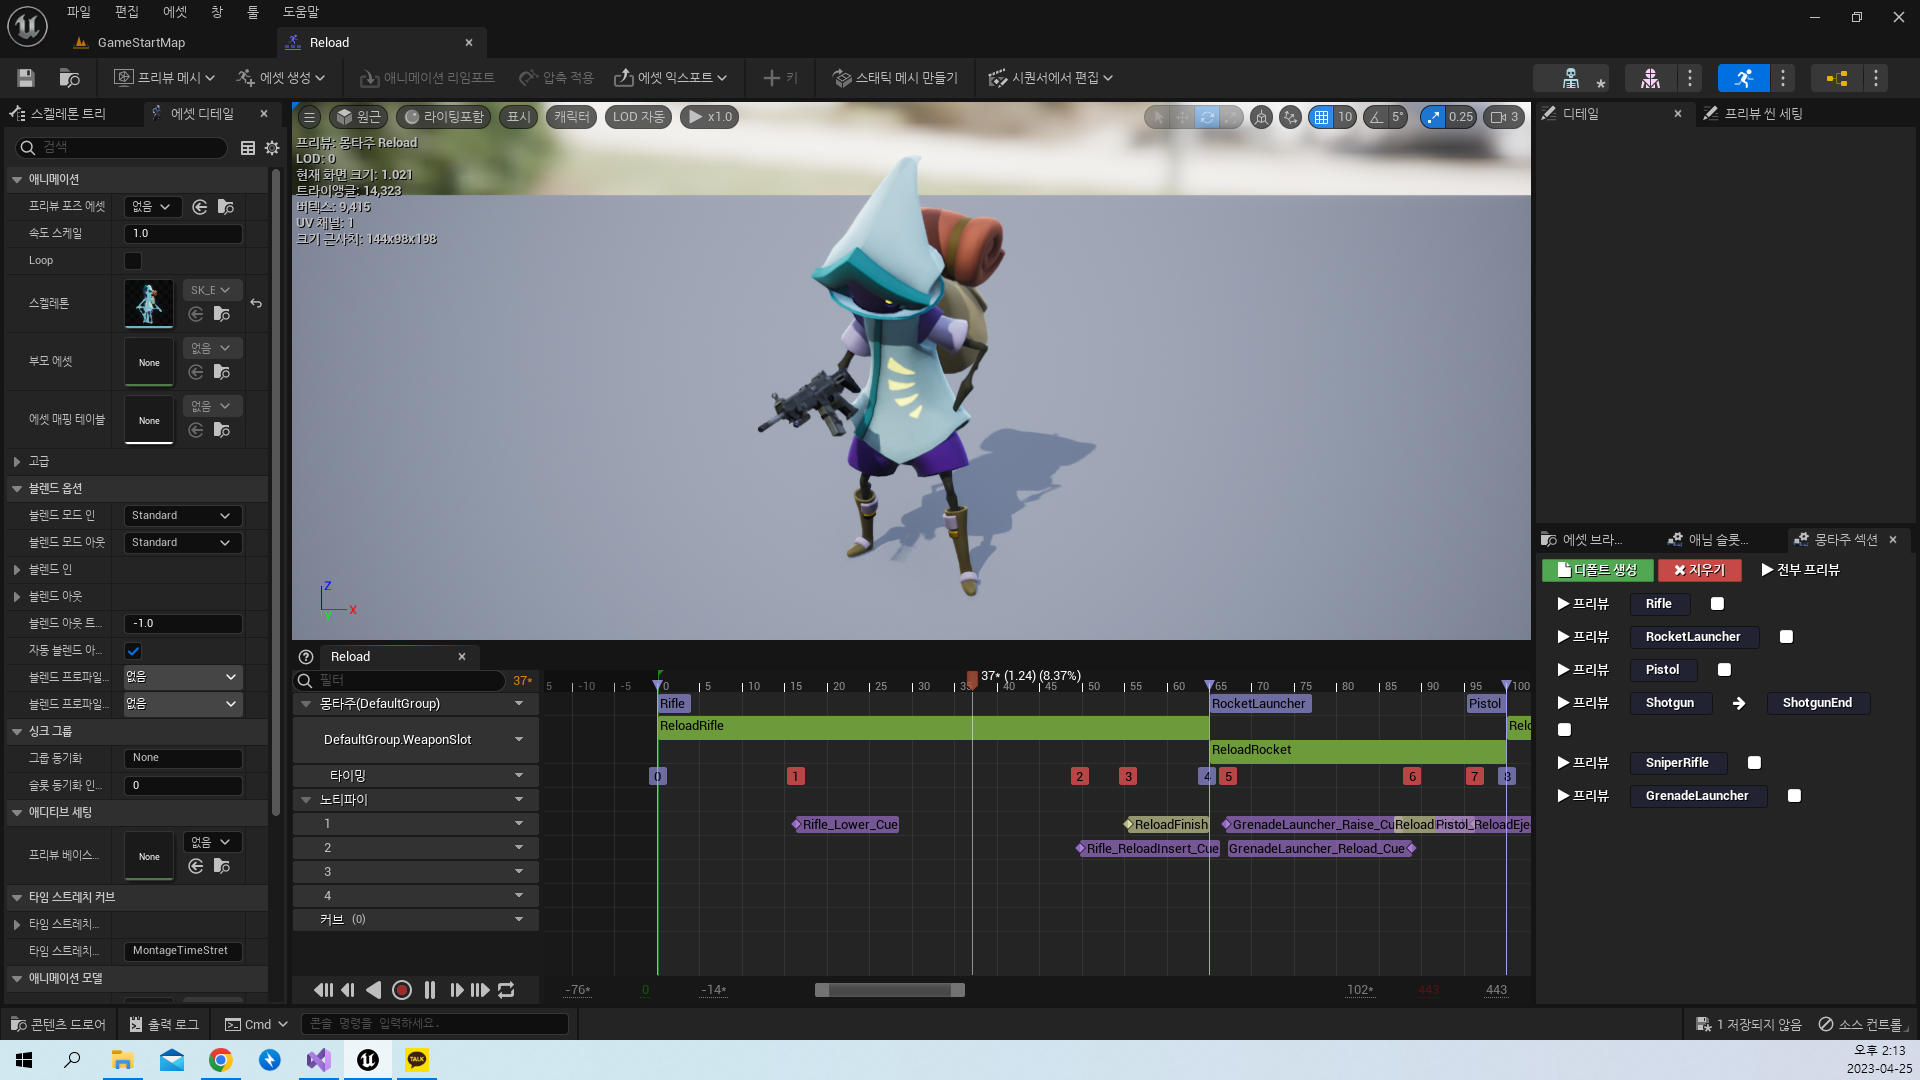 파일 편집 에셋 창 툴 도움말
GameStartMap
Reload
프리뷰 메시
에셋 생성
애니메이션 리임포트
압축 적용
에셋 익스포트
키
스태틱 메시 만들기
시퀀서에서 편집
스켈레톤 트리
에셋 디테일
검색
애니메이션
프리뷰 포즈 에셋 없음
속도 스케일 1.0
Loop
스켈레톤 SK_E
부모 에셋 None 없음
에셋 매핑 테이블 None 없음
고급
블렌드 옵션
블렌드 모드 인 Standard
블렌드 모드 아웃 Standard
블렌드 인
블렌드 아웃
블렌드 아웃 트... -1.0
자동 블렌드 아...
블렌드 프로파일... 없음
블렌드 프로파일... 없음
싱크 그룹
그룹 동기화 None
슬롯 동기화 인... 0
애디티브 세팅
프리뷰 베이스... None 없음
타임 스트레치 커브
타임 스트레치...
타임 스트레치... MontageTimeStret
애니메이션 모델
원근 라이팅포함 표시 캐릭터 LOD 자동 x1.0
10 5° 0.25 3
프리뷰: 몽타주 Reload
LOD: 0
현재 화면 크기: 1.021
트라이앵글: 14,323
버텍스: 9,415
UV 채널: 1
크기 근사치: 144x98x198
Z
X
Y
Reload
필터 37*
37* (1.24) (8.37%)
5 -10 -5 0 5 10 15 20 25 30 35 40 45 50 55 60 65 70 75 80 85 90 95 100
몽타주(DefaultGroup)
Rifle RocketLauncher Pistol
DefaultGroup.WeaponSlot
ReloadRifle Relo
ReloadRocket
타이밍
0 1 2 3 4 5 6 7 8
노티파이
1 Rifle_Lower_Cue ReloadFinish GrenadeLauncher_Raise_Cu Reload Pistol_ReloadEje
2 Rifle_ReloadInsert_Cue GrenadeLauncher_Reload_Cue
3
4
커브 (0)
-76* 0 -14* 102* 443 443
디테일
프리뷰 씬 세팅
에셋 브라...
애님 슬롯...
몽타주 섹션
디폴트 생성 지우기 전부 프리뷰
프리뷰 Rifle
프리뷰 RocketLauncher
프리뷰 Pistol
프리뷰 Shotgun ShotgunEnd
프리뷰 SniperRifle
프리뷰 GrenadeLauncher
콘텐츠 드로어 출력 로그 Cmd 콘솔 명령을 입력하세요.
1 저장되지 않음 소스 컨트롤
TALK
오후 2:13
2023-04-25